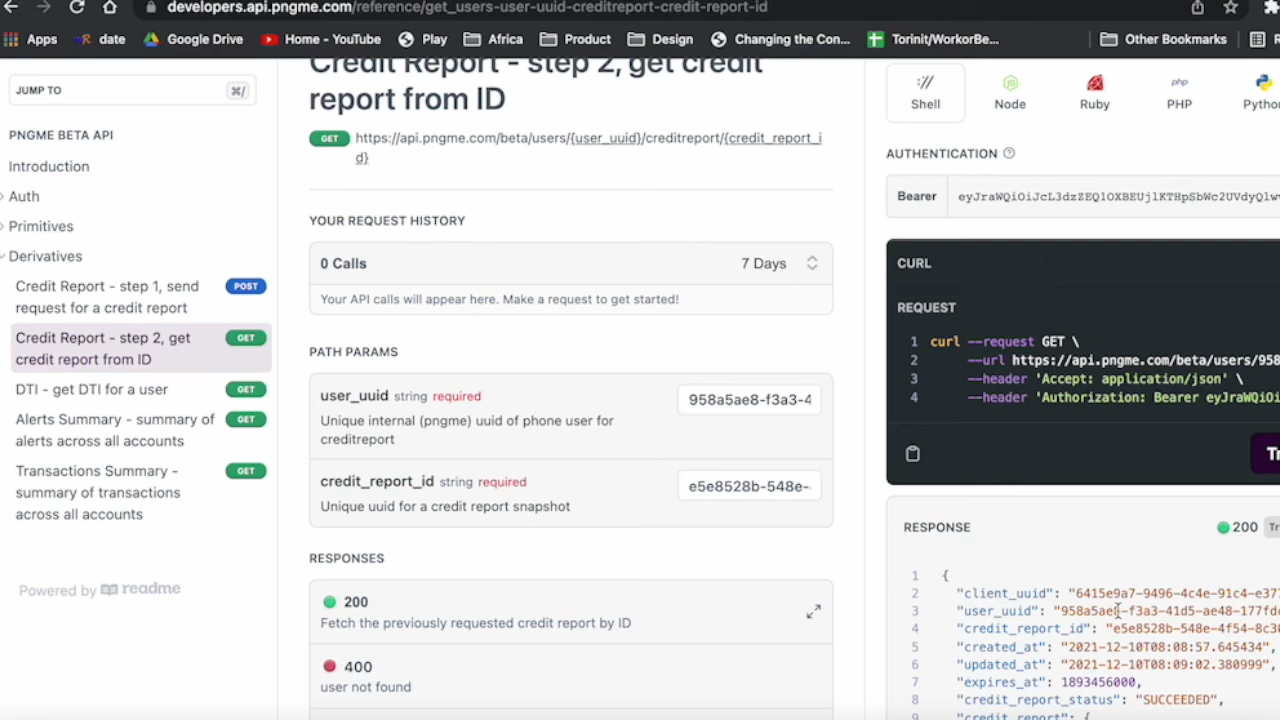 developers.api.pngme.com/reference/get_users-user-uuid-creditreport-credit-report-id
Apps date Google Drive Home - YouTube Play Africa Product Design Changing the Con... Torinit/WorkorBe... Other Bookmarks
JUMP TO ⌘/
PNGME BETA API
Introduction
Auth
Primitives
Derivatives
Credit Report - step 1, send POST
request for a credit report
Credit Report - step 2, get GET
credit report from ID
DTI - get DTI for a user GET
Alerts Summary - summary of GET
alerts across all accounts
Transactions Summary - GET
summary of transactions
across all accounts
Powered by readme
Credit Report - step 2, get credit
report from ID
GET https://api.pngme.com/beta/users/{user_uuid}/creditreport/{credit_report_i
d}
YOUR REQUEST HISTORY
0 Calls 7 Days
Your API calls will appear here. Make a request to get started!
PATH PARAMS
user_uuid string required 958a5ae8-f3a3-4
Unique internal (pngme) uuid of phone user for
creditreport
credit_report_id string required e5e8528b-548e-
Unique uuid for a credit report snapshot
RESPONSES
200
Fetch the previously requested credit report by ID
400
user not found
Shell Node Ruby php PHP Pytho
AUTHENTICATION
Bearer
CURL
REQUEST
1 curl --request GET \
2 --url https://api.pngme.com/beta/users/958
3 --header 'Accept: application/json' \
4 --header 'Authorization: Bearer eyJraWQiOi
Tr
RESPONSE 200 Tr
1 {
2 "client_uuid": "6415e9a7-9496-4c4e-91c4-e37
3 "user_uuid": "958a5ae8-f3a3-41d5-ae48-177fd
4 "credit_report_id": "e5e8528b-548e-4f54-8c3
5 "created_at": "2021-12-10T08:08:57.645434",
6 "updated_at": "2021-12-10T08:09:02.380999",
7 "expires_at": 1893456000,
8 "credit_report_status": "SUCCEEDED",
9 "credit_report": {